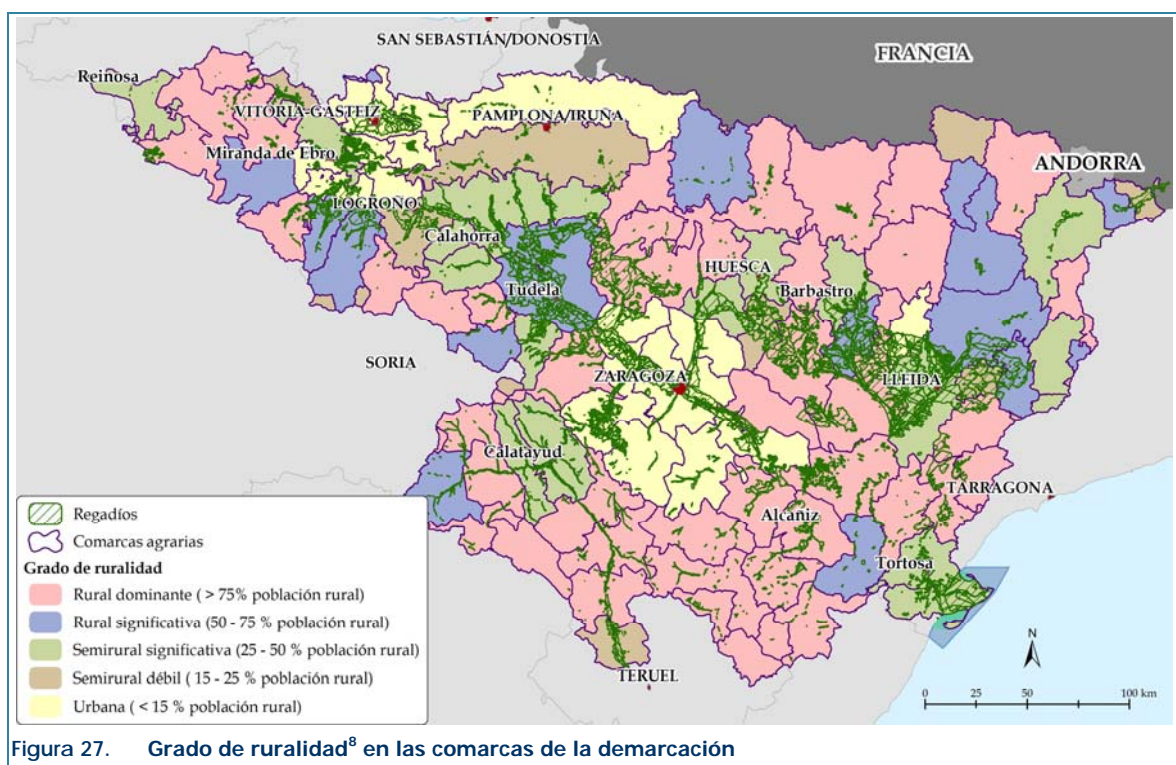 SAN SEBASTIÁN/DONOSTIA
FRANCIA
Reinosa
VITORIA-GASTEIZ
PAMPLONA/IRUÑA
ANDORRA
Miranda de Ebro
LOGROÑO
Calahorra
HUESCA
Barbastro
Tudela
SORIA
ZARAGOZA
LLEIDA
Calatayud
TARRAGONA
Alcañiz
Tortosa
TERUEL
Regadíos
Comarcas agrarias
Grado de ruralidad
Rural dominante ( > 75% población rural)
Rural significativa (50 - 75 % población rural)
Semirural significativa (25 - 50 % población rural)
Semirural débil ( 15 - 25 % población rural)
Urbana ( < 15 % población rural)
N
0 25 50 100 km
Figura 27. Grado de ruralidad⁸ en las comarcas de la demarcación